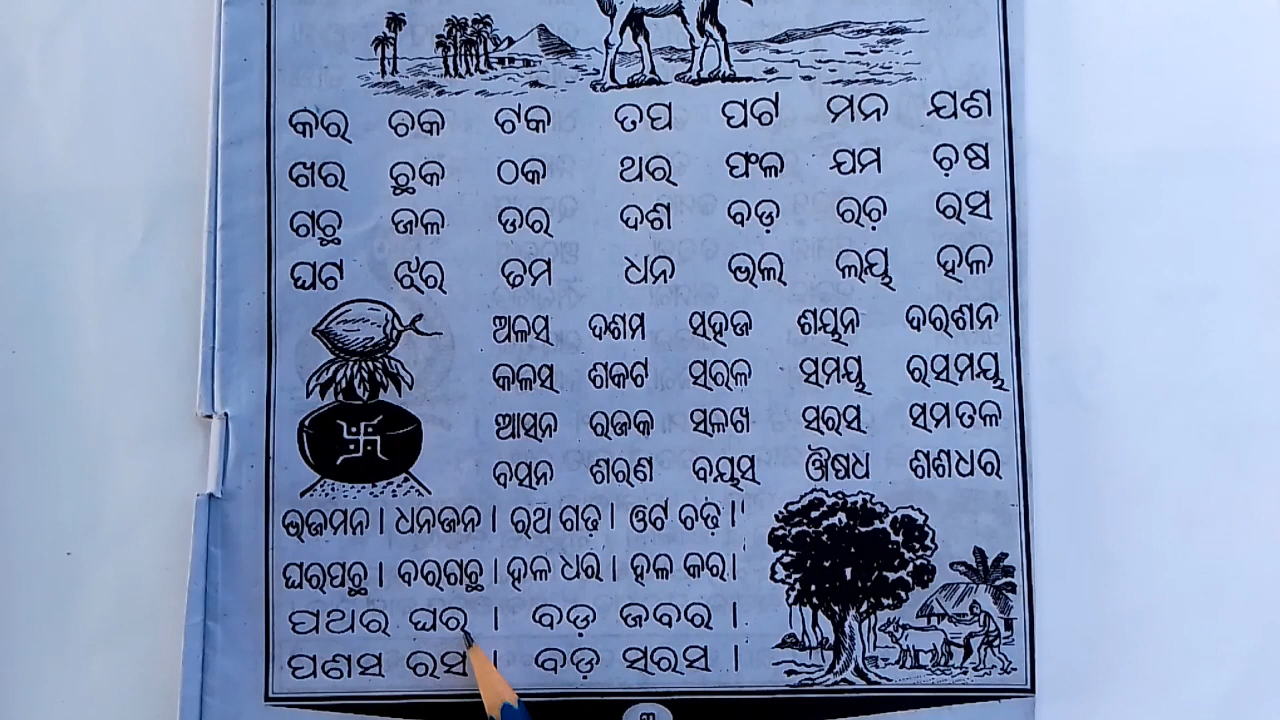 କର ଚକ ଟକ ତପ ପଟ ମନ ଯଶ
ଖର ଛକ ଠକ ଥର ଫଳ ଯମ ଚଷ
ଗଛ ଜଳ ଡର ଦଶ ବଡ଼ ରଚ ରସ
ଘଟ ଝର ତମ ଧନ ଭଲ ଲୟ ହଳ
ଅଳସ ଦଶମ ସହଜ ଶୟନ ଦରଶନ
କଳସ ଶକଟ ସରଳ ସମୟ ରସମୟ
ଆସନ ରଜକ ସଳଖ ସରସ ସମତଳ
ବସନ ଶରଣ ବୟସ ଔଷଧ ଶଶଧର
ଭଜମନ । ଧନଜନ । ରଥ ଗଢ଼ । ଓଟ ଚଢ଼ ।
ଘରପଛ । ବରଗଛ । ହଳ ଧର । ହଳ କର ।
ପଥର ଘର । ବଡ଼ ଜବର ।
ପଣସ ରସ । ବଡ଼ ସରସ ।